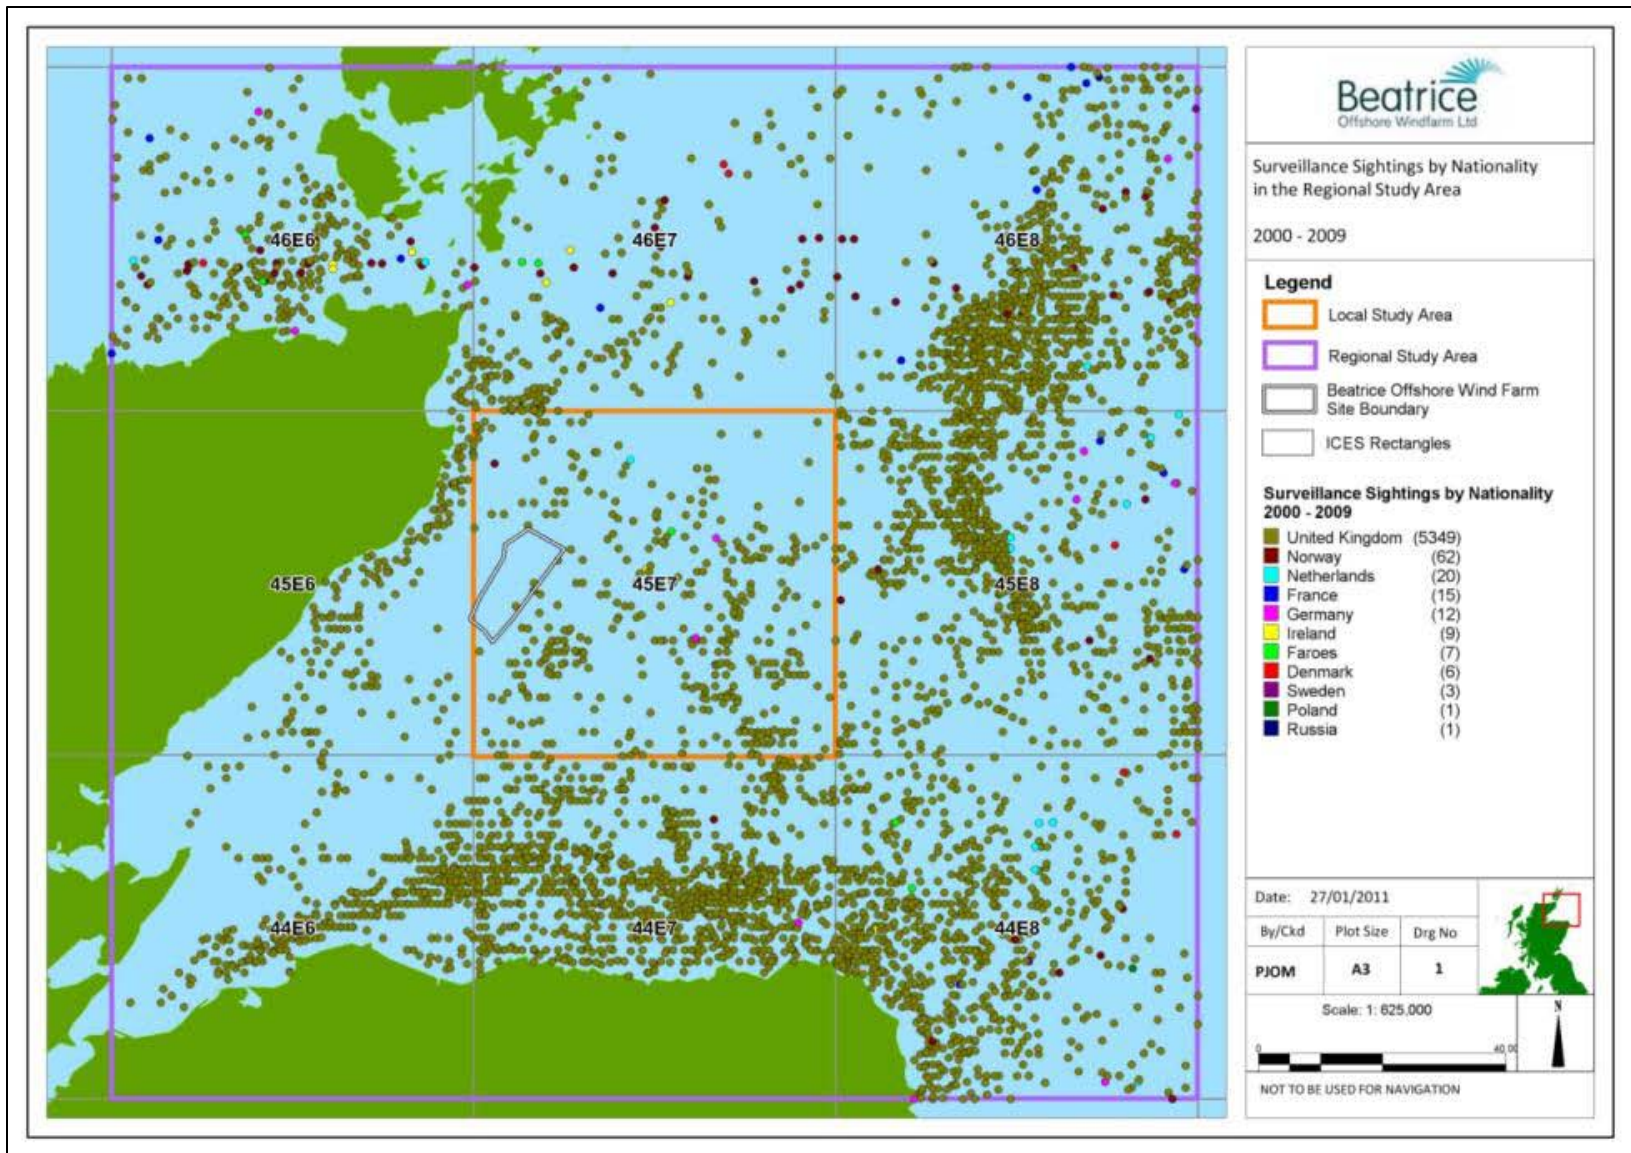 46E6
46E7
46E8
45E6
45E7
45E8
44E6
44E7
44E8
Beatrice
Offshore Windfarm Ltd
Surveillance Sightings by Nationality
in the Regional Study Area
2000 - 2009
Legend
Local Study Area
Regional Study Area
Beatrice Offshore Wind Farm
Site Boundary
ICES Rectangles
Surveillance Sightings by Nationality
2000 - 2009
United Kingdom (5349)
Norway (62)
Netherlands (20)
France (15)
Germany (12)
Ireland (9)
Faroes (7)
Denmark (6)
Sweden (3)
Poland (1)
Russia (1)
Date: 27/01/2011
By/Ckd Plot Size Drg No
PJOM A3 1
Scale: 1: 625,000
N
0 40,00
NOT TO BE USED FOR NAVIGATION